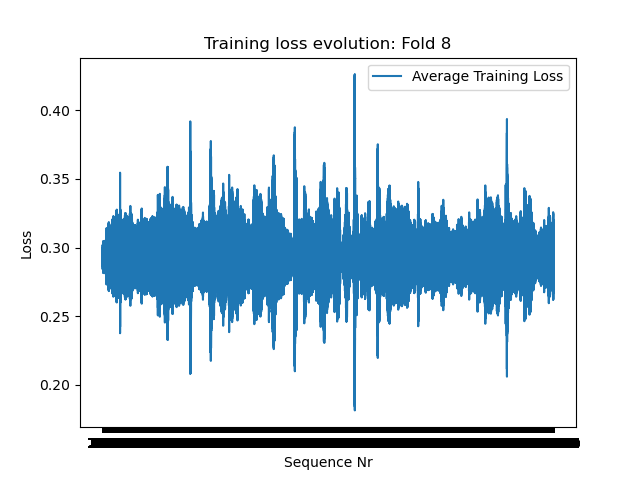 Training loss evolution: Fold 8
Average Training Loss
0.40
0.35
0.30
0.25
0.20
Loss
Sequence Nr